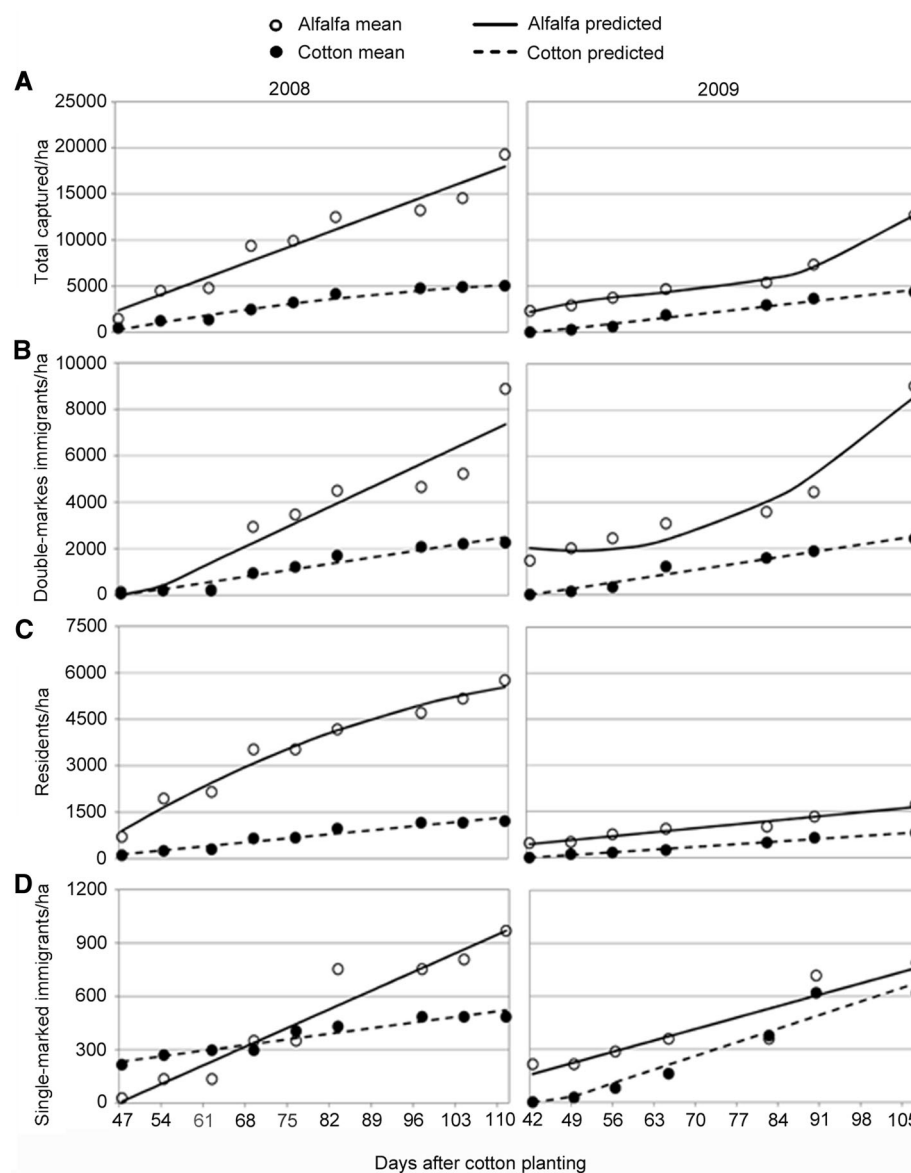 Alfalfa mean Alfalfa predicted
Cotton mean Cotton predicted
A
2008 2009
Total captured/ha
25000
20000
15000
10000
5000
0
B
Double-markes immigrants/ha
10000
8000
6000
4000
2000
0
C
Residents/ha
7500
6000
4500
3000
1500
0
D
Single-marked immigrants/ha
1200
900
600
300
0
47 54 61 68 75 82 89 96 103 110 42 49 56 63 70 77 84 91 98 105
Days after cotton planting